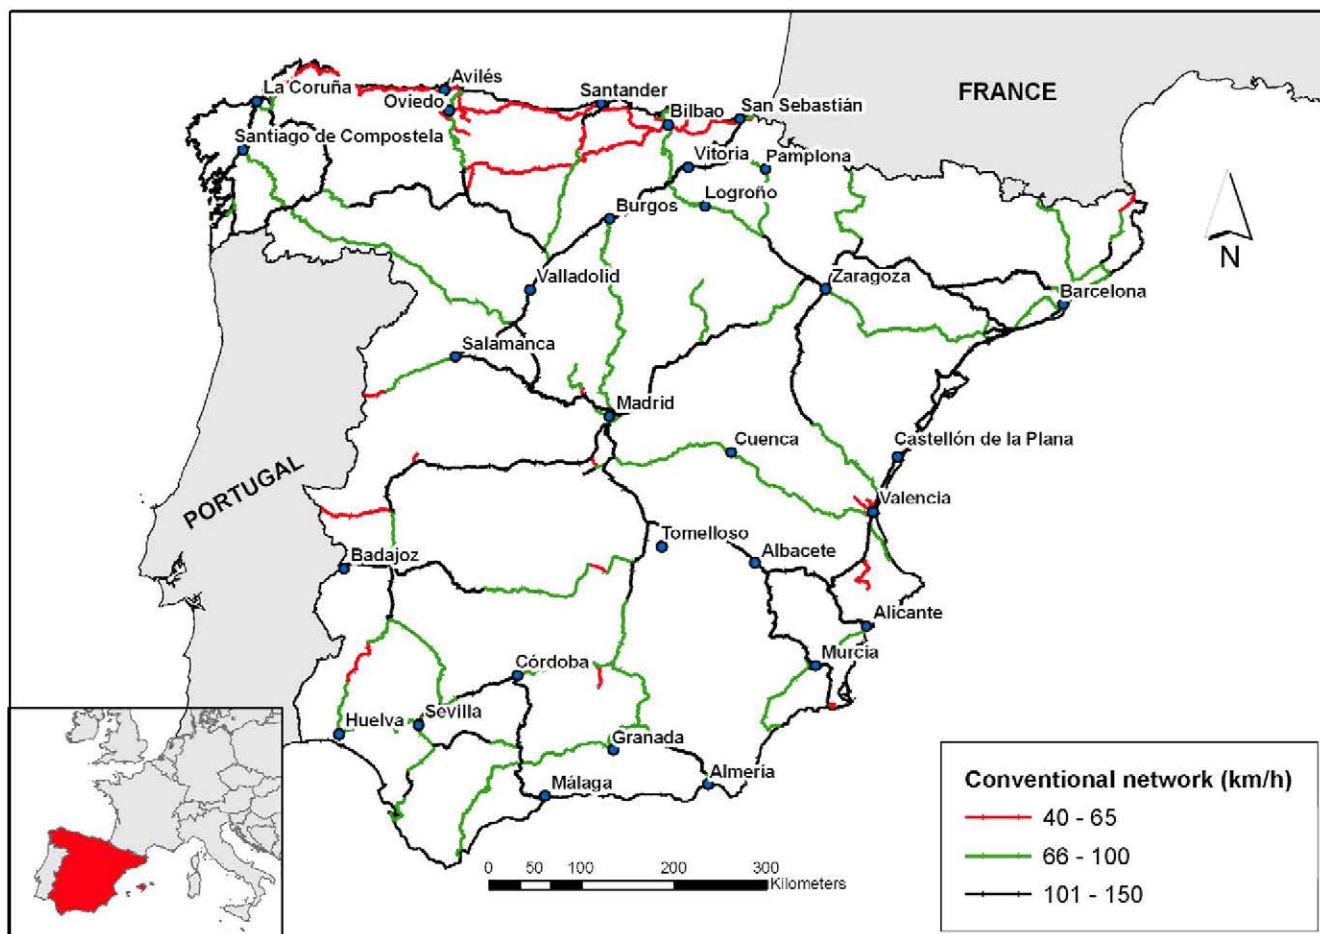 FRANCE
Avilés
La Coruña
Santander
Oviedo
San Sebastián
Bilbao
Santiago de Compostela
Vitoria
Pamplona
Logroño
Burgos
N
Valladolid
Zaragoza
Barcelona
Salamanca
Madrid
Cuenca
Castellón de la Plana
PORTUGAL
Valencia
Tomelloso
Badajoz
Albacete
Alicante
Murcia
Córdoba
Huelva
Sevilla
Granada
Almería
Málaga
Conventional network (km/h)
40 - 65
66 - 100
101 - 150
0 50 100 200 300
Kilometers